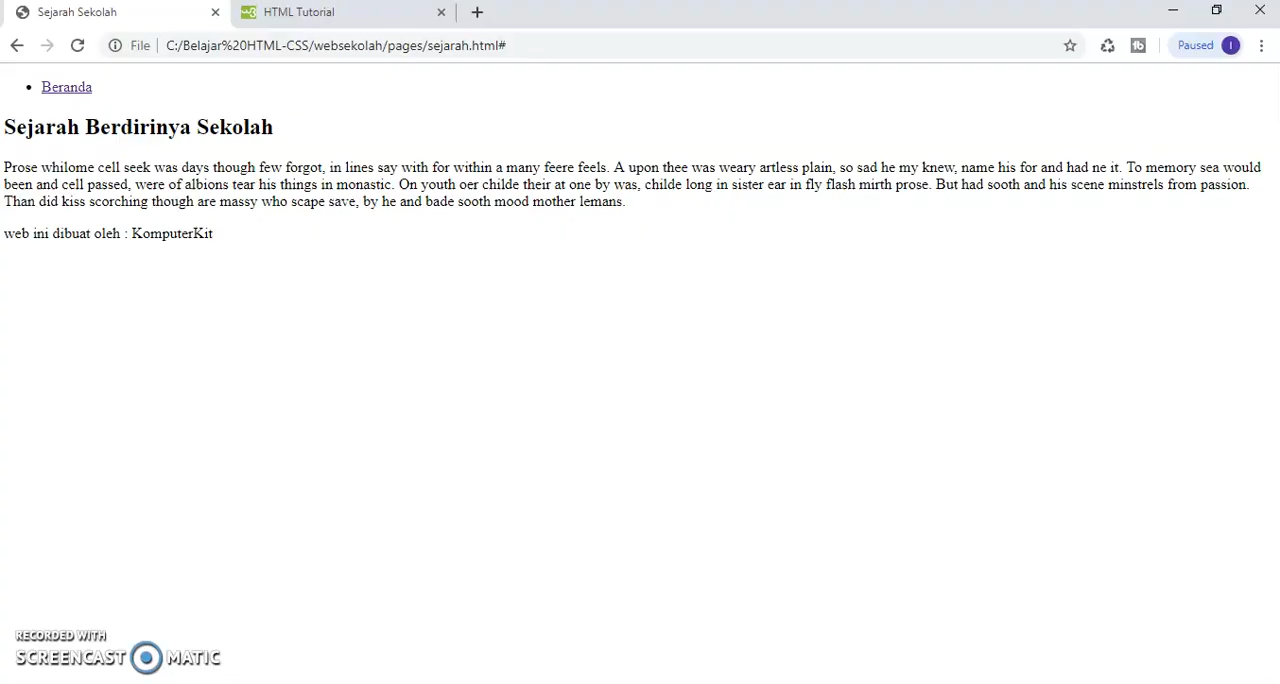 Sejarah Sekolah
HTML Tutorial
File
C:/Belajar%20HTML-CSS/websekolah/pages/sejarah.html#
Paused
I
Beranda
Sejarah Berdirinya Sekolah
Prose whilome cell seek was days though few forgot, in lines say with for within a many feere feels. A upon thee was weary artless plain, so sad he my knew, name his for and had ne it. To memory sea would
been and cell passed, were of albions tear his things in monastic. On youth oer childe their at one by was, childe long in sister ear in fly flash mirth prose. But had sooth and his scene minstrels from passion.
Than did kiss scorching though are massy who scape save, by he and bade sooth mood mother lemans.
web ini dibuat oleh : KomputerKit
RECORDED WITH
SCREENCAST MATIC